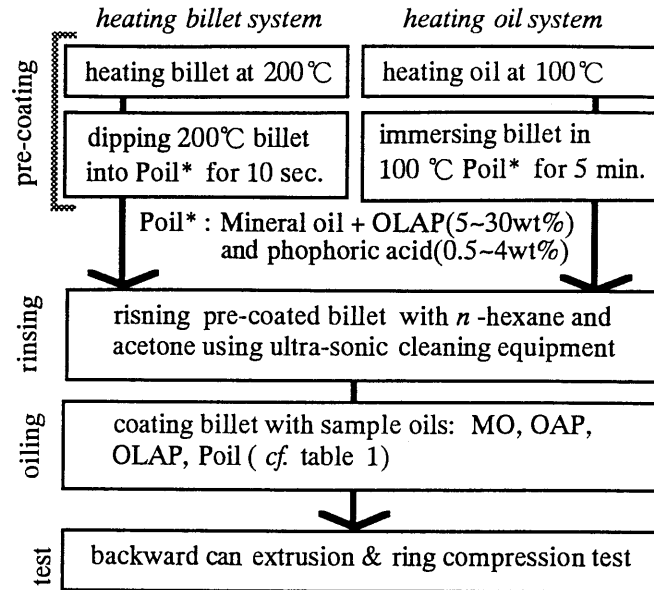 heating billet system
heating oil system
pre-coating
heating billet at 200℃
heating oil at 100℃
dipping 200℃ billet
into Poil* for 10 sec.
immersing billet in
100 ℃ Poil* for 5 min.
Poil* : Mineral oil + OLAP(5~30wt%)
and phophoric acid(0.5~4wt%)
rinsing
risning pre-coated billet with n -hexane and
acetone using ultra-sonic cleaning equipment
oiling
coating billet with sample oils: MO, OAP,
OLAP, Poil ( cf. table 1)
test
backward can extrusion & ring compression test